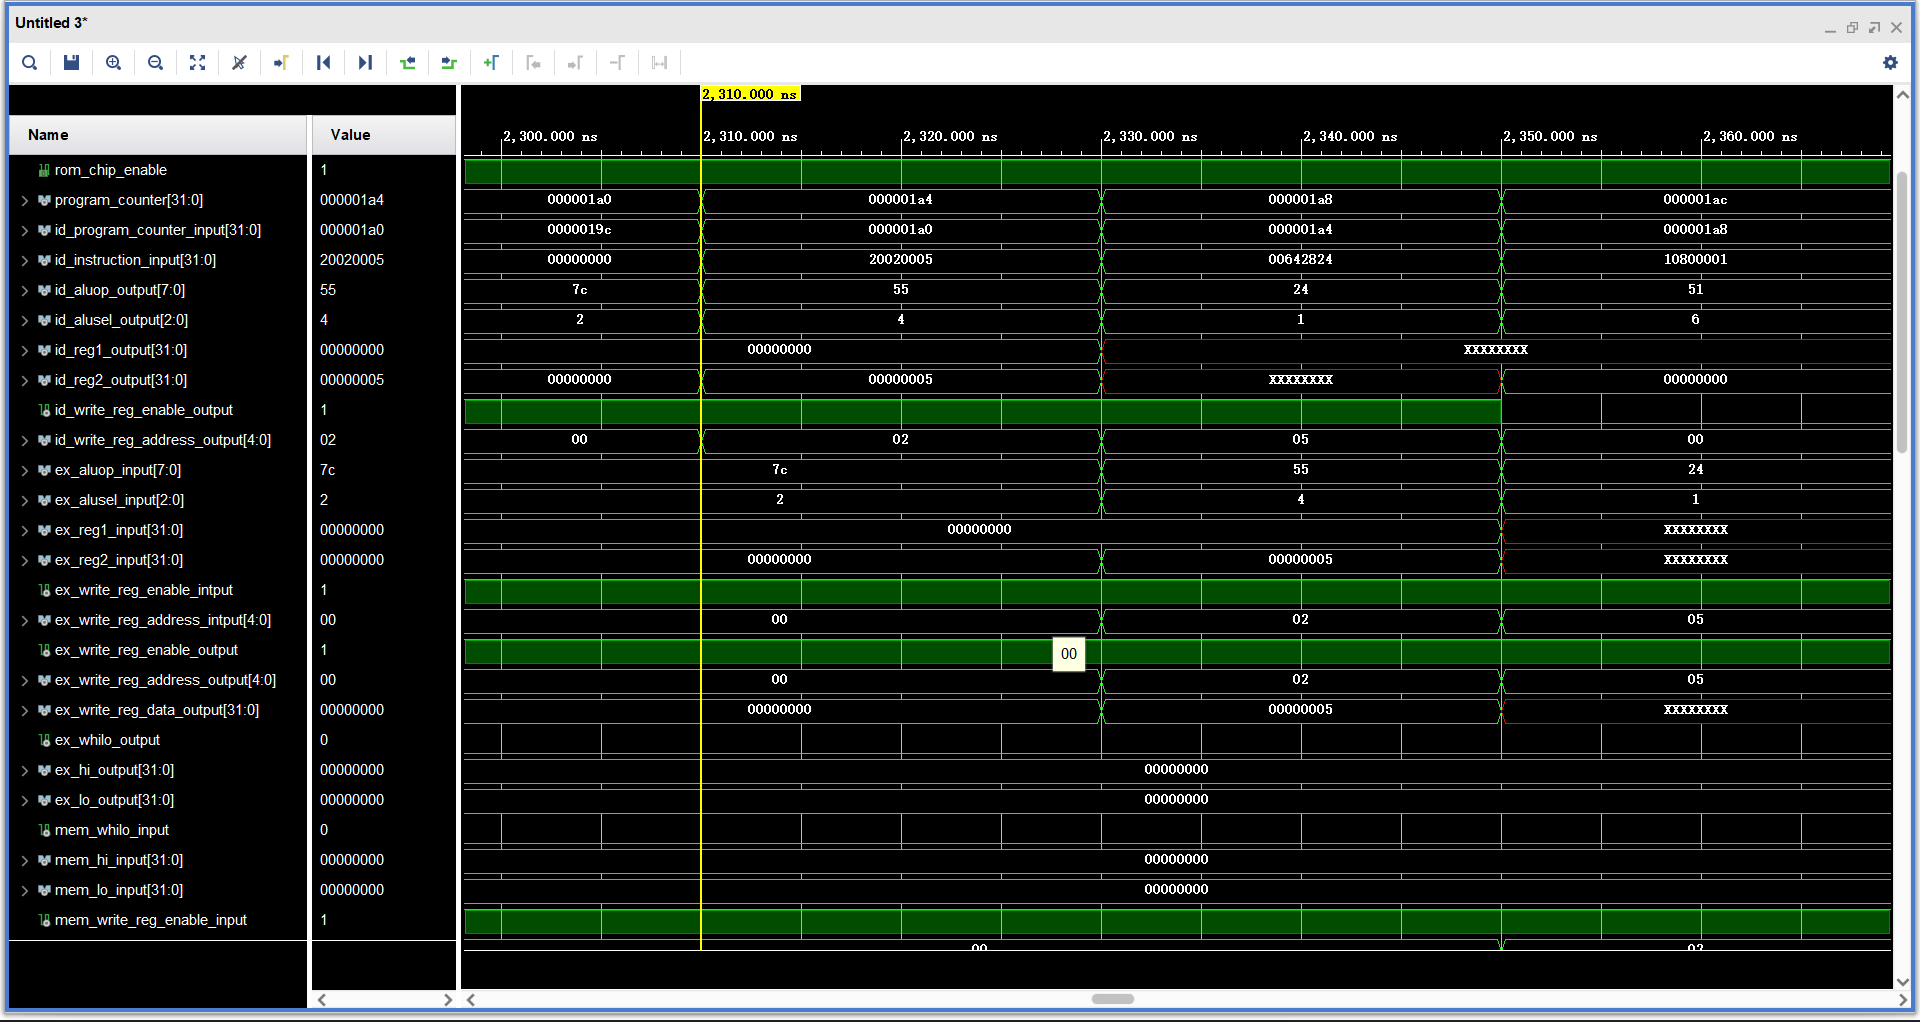 Untitled 3*
2,310.000 ns
Name Value 2,300.000 ns 2,310.000 ns 2,320.000 ns 2,330.000 ns 2,340.000 ns 2,350.000 ns 2,360.000 ns
rom_chip_enable 1
program_counter[31:0] 000001a4 000001a0 000001a4 000001a8 000001ac
id_program_counter_input[31:0] 000001a0 0000019c 000001a0 000001a4 000001a8
id_instruction_input[31:0] 20020005 00000000 20020005 00642824 10800001
id_aluop_output[7:0] 55 7c 55 24 51
id_alusel_output[2:0] 4 2 4 1 6
id_reg1_output[31:0] 00000000 00000000 XXXXXXXX
id_reg2_output[31:0] 00000005 00000000 00000005 XXXXXXXX 00000000
id_write_reg_enable_output 1
id_write_reg_address_output[4:0] 02 00 02 05 00
ex_aluop_input[7:0] 7c 7c 55 24
ex_alusel_input[2:0] 2 2 4 1
ex_reg1_input[31:0] 00000000 00000000 XXXXXXXX
ex_reg2_input[31:0] 00000000 00000000 00000005 XXXXXXXX
ex_write_reg_enable_intput 1
ex_write_reg_address_intput[4:0] 00 00 02 05
ex_write_reg_enable_output 1 00
ex_write_reg_address_output[4:0] 00 00 02 05
ex_write_reg_data_output[31:0] 00000000 00000000 00000005 XXXXXXXX
ex_whilo_output 0
ex_hi_output[31:0] 00000000 00000000
ex_lo_output[31:0] 00000000 00000000
mem_whilo_input 0
mem_hi_input[31:0] 00000000 00000000
mem_lo_input[31:0] 00000000 00000000
mem_write_reg_enable_input 1
00 02